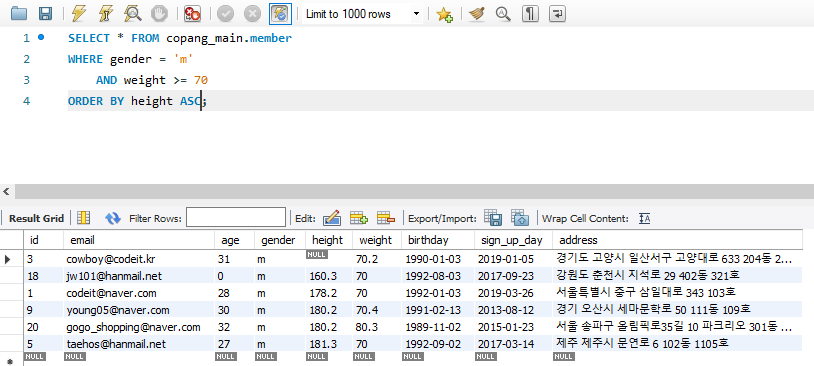 Limit to 1000 rows
1 SELECT * FROM copang_main.member
2 WHERE gender = 'm'
3 AND weight >= 70
4 ORDER BY height ASC;
Result Grid Filter Rows: Edit: Export/Import: Wrap Cell Content: IA
id email age gender height weight birthday sign_up_day address
3 cowboy@codeit.kr 31 m NULL 70.2 1990-01-03 2019-01-05 경기도 고양시 일산서구 고양대로 633 204동 2...
18 jw101@hanmail.net 0 m 160.3 70 1992-08-03 2017-09-23 강원도 춘천시 지석로 29 402동 321호
1 codeit@naver.com 28 m 178.2 70 1992-01-03 2016-03-26 서울특별시 중구 삼일대로 343 103호
9 young05@naver.com 30 m 180.2 70.4 1991-02-13 2013-08-12 경기 오산시 세마문학로 50 111동 109호
20 gogo_shopping@naver.com 32 m 180.2 80.3 1989-11-02 2015-01-23 서울 송파구 올림픽로35길 10 파크리오 301동 ...
5 taehos@hanmail.net 27 m 181.3 70 1992-09-02 2017-03-14 제주 제주시 문연로 6 102동 1105호
NULL NULL NULL NULL NULL NULL NULL NULL NULL